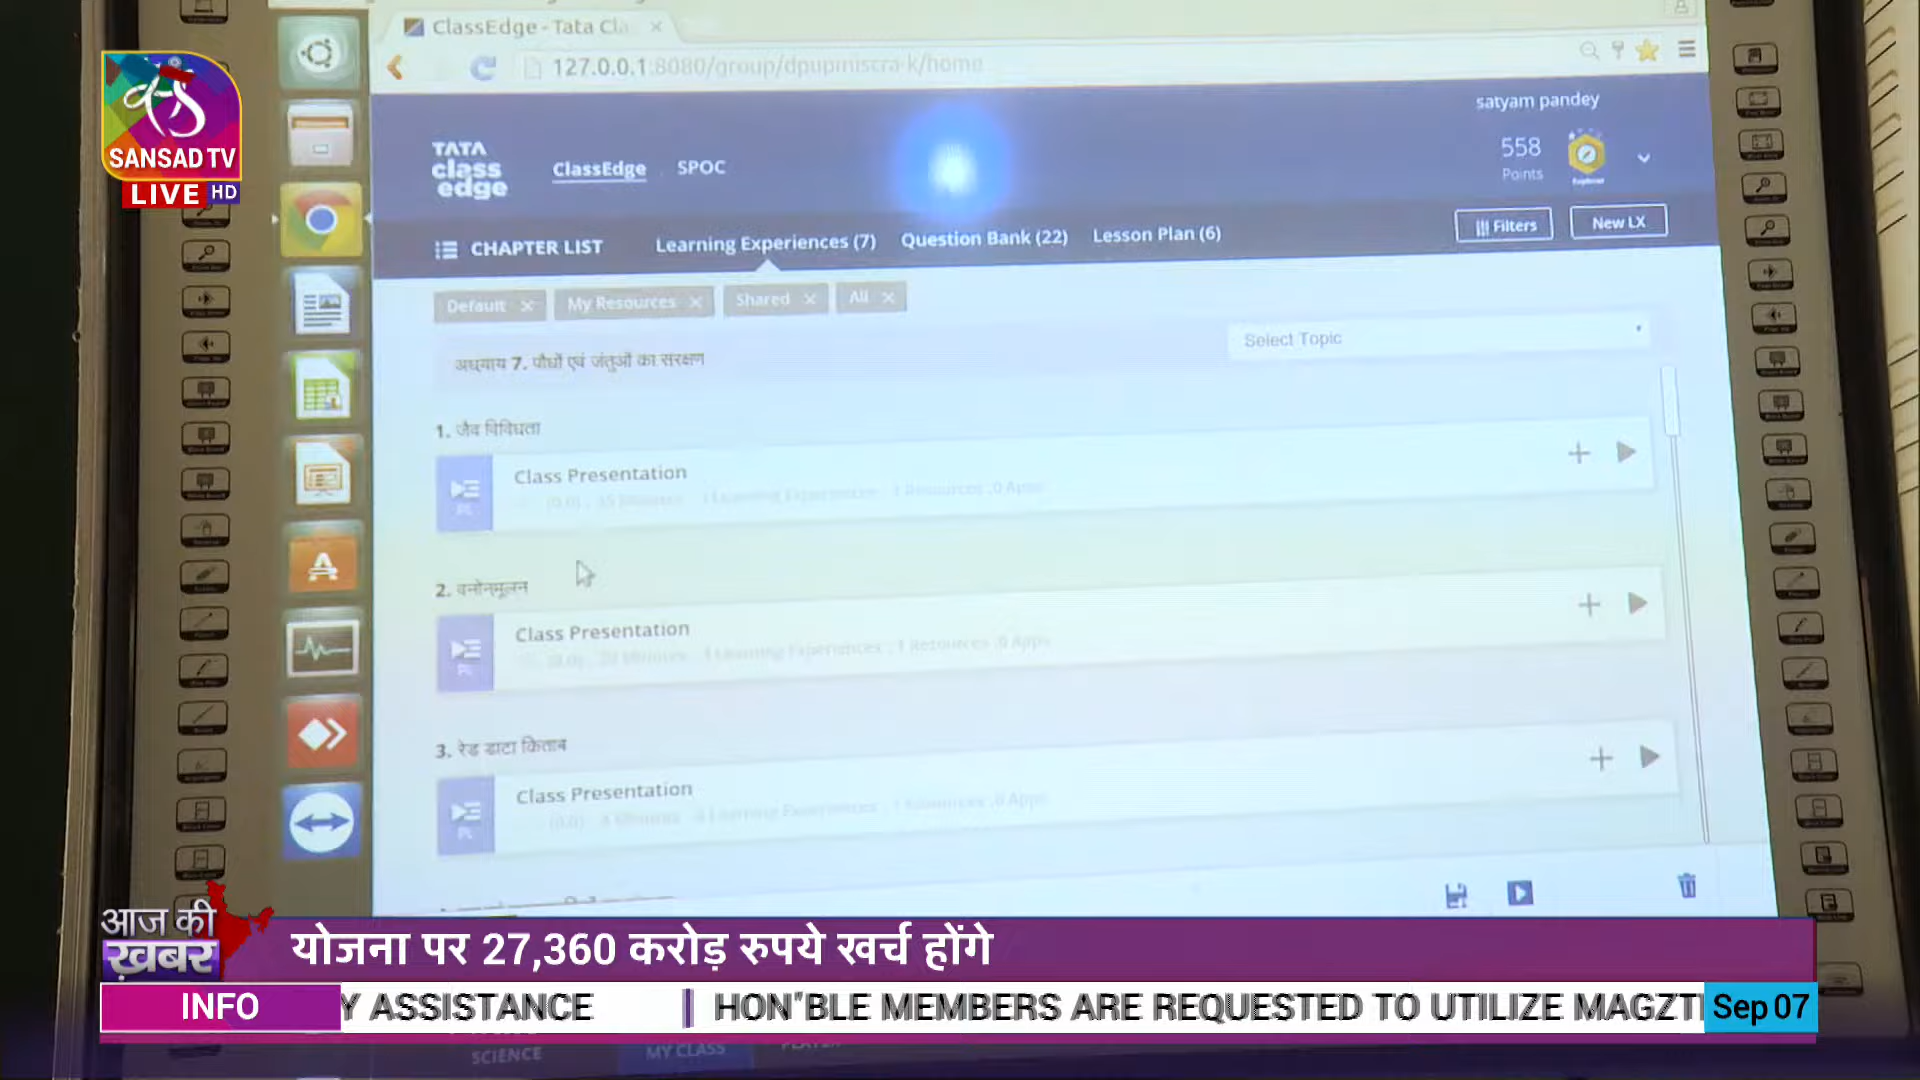 ClassEdge - Tata Cla
127.0.0.1:8080/group/dpupmiscra-k/home
SANSAD TV
LIVE HD
satyam pandey
TATA
class
edge
ClassEdge
SPOC
558
Points
CHAPTER LIST
Learning Experiences (7)
Question Bank (22)
Lesson Plan (6)
Filters
New LX
Default
My Resources
Shared
All
Select Topic
अध्याय 7. पौधों एवं जंतुओं का संरक्षण
1. जैव विविधता
Class Presentation
2. वनोन्मूलन
Class Presentation
3. रेड डाटा किताब
Class Presentation
आज की
ख़बर
योजना पर 27,360 करोड़ रुपये खर्च होंगे
INFO
Y ASSISTANCE | HON"BLE MEMBERS ARE REQUESTED TO UTILIZE MAGZT
Sep 07
SCIENCE
MY CLASS